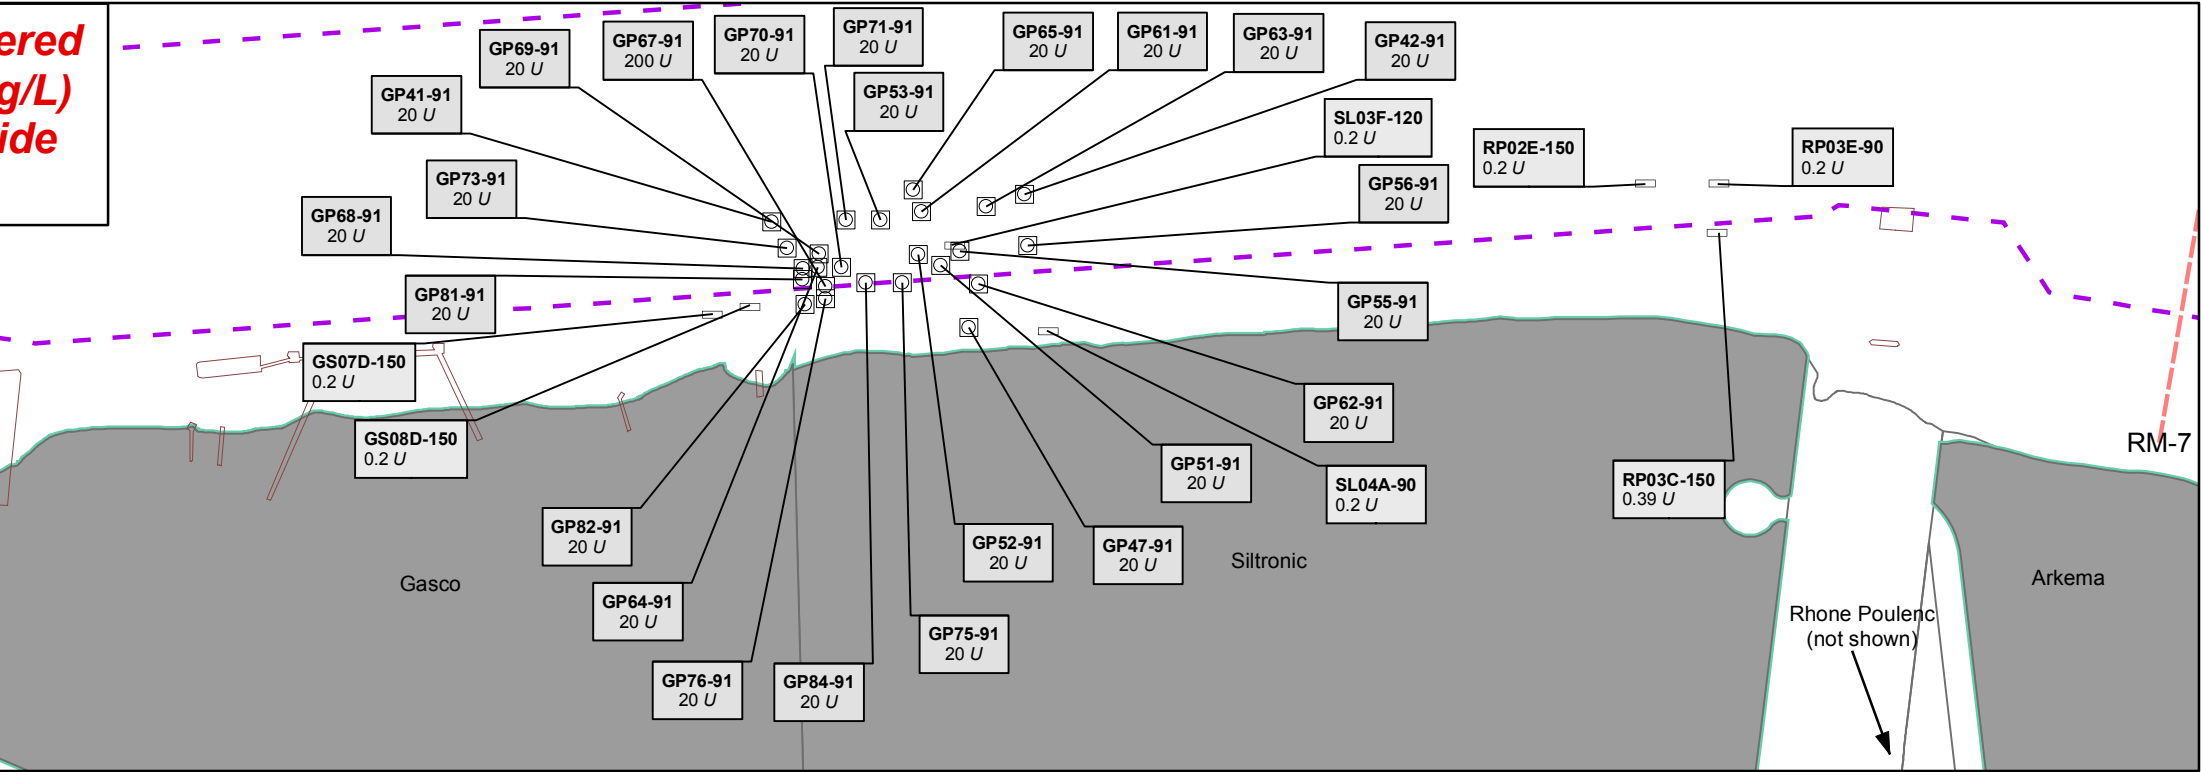 ered
g/L)
ide
GP69-91
20 U
GP67-91
200 U
GP70-91
20 U
GP71-91
20 U
GP65-91
20 U
GP61-91
20 U
GP63-91
20 U
GP42-91
20 U
GP41-91
20 U
GP53-91
20 U
SL03F-120
0.2 U
RP02E-150
0.2 U
RP03E-90
0.2 U
GP73-91
20 U
GP56-91
20 U
GP68-91
20 U
GP81-91
20 U
GP55-91
20 U
GS07D-150
0.2 U
GP62-91
20 U
GS08D-150
0.2 U
RM-7
GP51-91
20 U
SL04A-90
0.2 U
RP03C-150
0.39 U
GP82-91
20 U
GP52-91
20 U
GP47-91
20 U
Siltronic
Gasco
Arkema
GP64-91
20 U
Rhone Poulenc
(not shown)
GP75-91
20 U
GP76-91
20 U
GP84-91
20 U